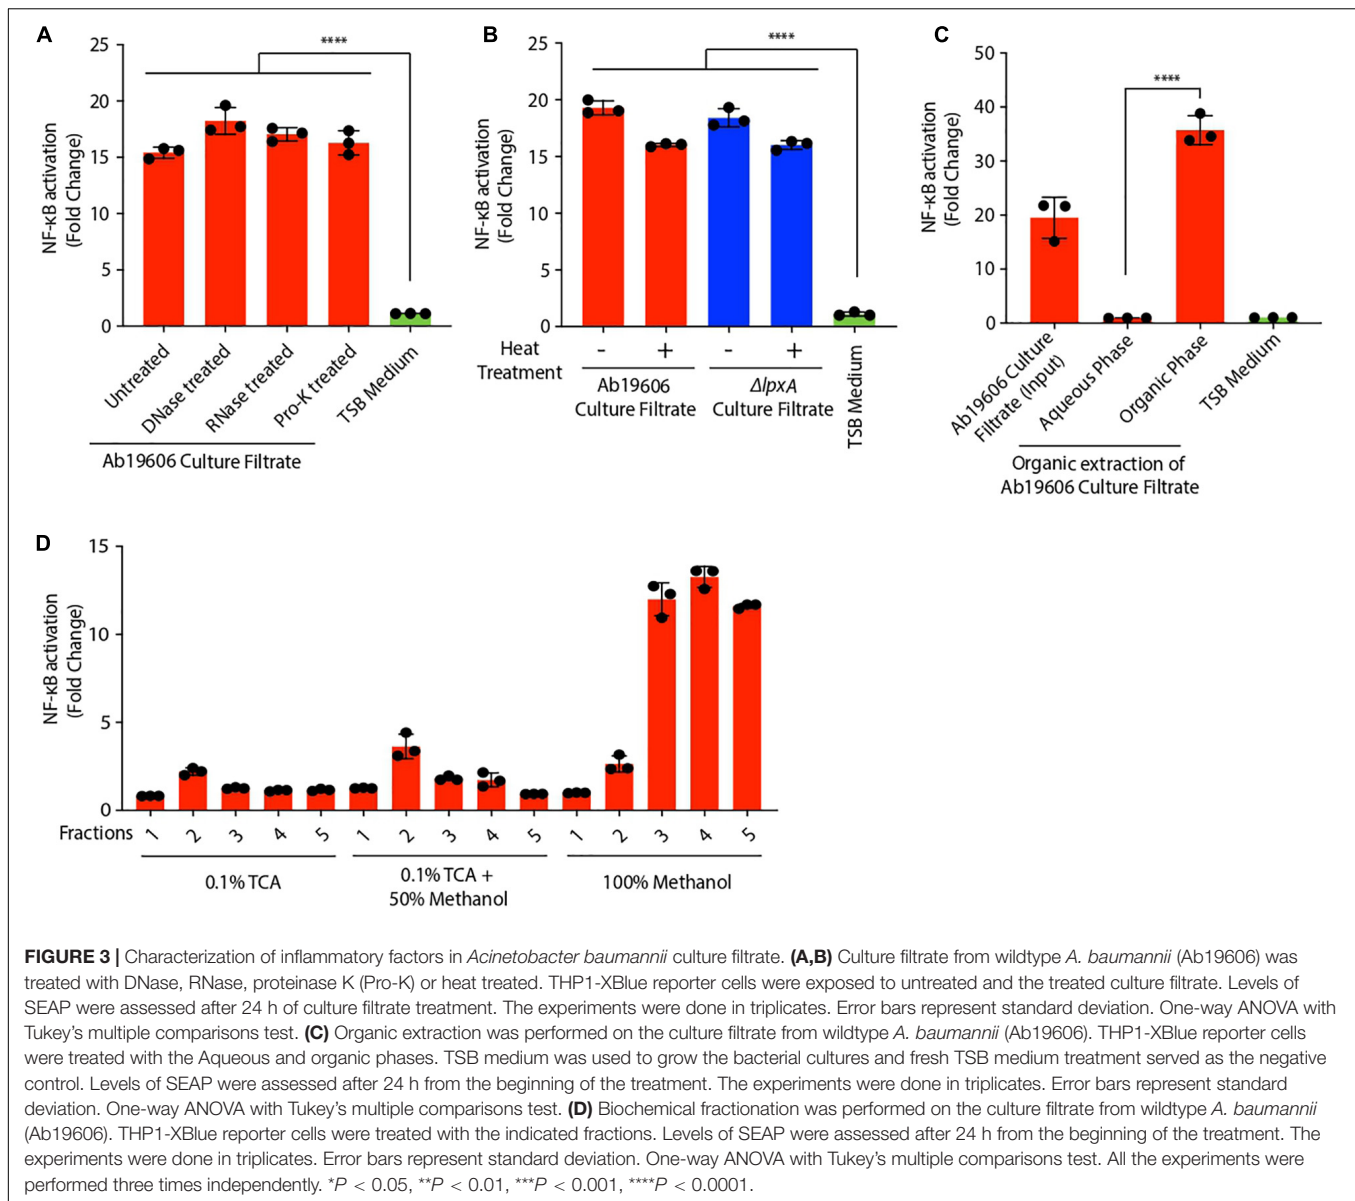 A
25
20
15
10
5
0
NF-κB activation
(Fold Change)
****
Untreated
DNase treated
RNase treated
Pro-K treated
TSB Medium
Ab19606 Culture Filtrate
B
25
20
15
10
5
0
NF-κB activation
(Fold Change)
****
Heat
Treatment
- + - +
Ab19606
Culture Filtrate
ΔlpxA
Culture Filtrate
TSB Medium
C
50
40
30
20
10
0
NF-κB activation
(Fold Change)
****
Ab19606 Culture
Filtrate (Input)
Aqueous Phase
Organic Phase
TSB Medium
Organic extraction of
Ab19606 Culture Filtrate
D
15
10
5
0
NF-κB activation
(Fold Change)
Fractions 1 2 3 4 5 1 2 3 4 5 1 2 3 4 5
0.1% TCA
0.1% TCA +
50% Methanol
100% Methanol
FIGURE 3 | Characterization of inflammatory factors in Acinetobacter baumannii culture filtrate. (A,B) Culture filtrate from wildtype A. baumannii (Ab19606) was
treated with DNase, RNase, proteinase K (Pro-K) or heat treated. THP1-XBlue reporter cells were exposed to untreated and the treated culture filtrate. Levels of
SEAP were assessed after 24 h of culture filtrate treatment. The experiments were done in triplicates. Error bars represent standard deviation. One-way ANOVA with
Tukey's multiple comparisons test. (C) Organic extraction was performed on the culture filtrate from wildtype A. baumannii (Ab19606). THP1-XBlue reporter cells
were treated with the Aqueous and organic phases. TSB medium was used to grow the bacterial cultures and fresh TSB medium treatment served as the negative
control. Levels of SEAP were assessed after 24 h from the beginning of the treatment. The experiments were done in triplicates. Error bars represent standard
deviation. One-way ANOVA with Tukey's multiple comparisons test. (D) Biochemical fractionation was performed on the culture filtrate from wildtype A. baumannii
(Ab19606). THP1-XBlue reporter cells were treated with the indicated fractions. Levels of SEAP were assessed after 24 h from the beginning of the treatment. The
experiments were done in triplicates. Error bars represent standard deviation. One-way ANOVA with Tukey's multiple comparisons test. All the experiments were
performed three times independently. *P < 0.05, **P < 0.01, ***P < 0.001, ****P < 0.0001.